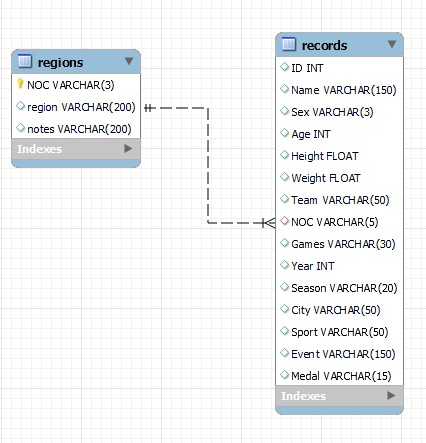 regions
NOC VARCHAR(3)
region VARCHAR(200)
notes VARCHAR(200)
Indexes
records
ID INT
Name VARCHAR(150)
Sex VARCHAR(3)
Age INT
Height FLOAT
Weight FLOAT
Team VARCHAR(50)
NOC VARCHAR(5)
Games VARCHAR(30)
Year INT
Season VARCHAR(20)
City VARCHAR(50)
Sport VARCHAR(50)
Event VARCHAR(150)
Medal VARCHAR(15)
Indexes